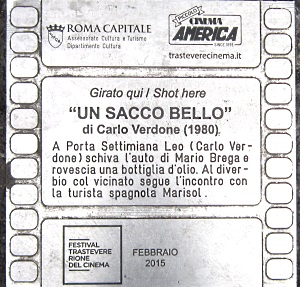 ROMA CAPITALE
Assessorato Cultura e Turismo
Dipartimento Cultura
PICCOLO
CINEMA
AMERICA
SINCE 1956
trasteverecinema.it
Girato qui / Shot here
“UN SACCO BELLO”
di Carlo Verdone (1980)
A Porta Settimiana Leo (Carlo Ver-
done) schiva l'auto di Mario Brega e
rovescia una bottiglia d'olio. Al diver-
bio col vicinato segue l'incontro con
la turista spagnola Marisol.
FESTIVAL
TRASTEVERE
RIONE
DEL CINEMA
FEBBRAIO
2015